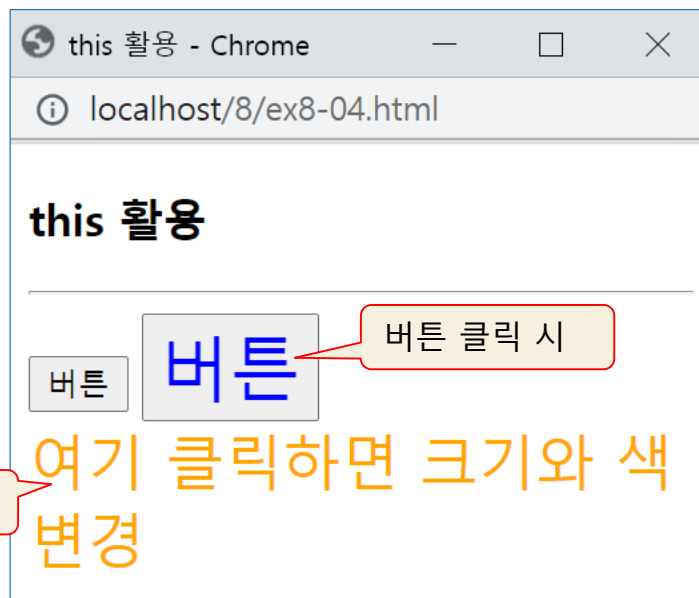 this 활용 - Chrome
localhost/8/ex8-04.html
this 활용
버튼 버튼 버튼 클릭 시
여기 클릭하면 크기와 색
변경